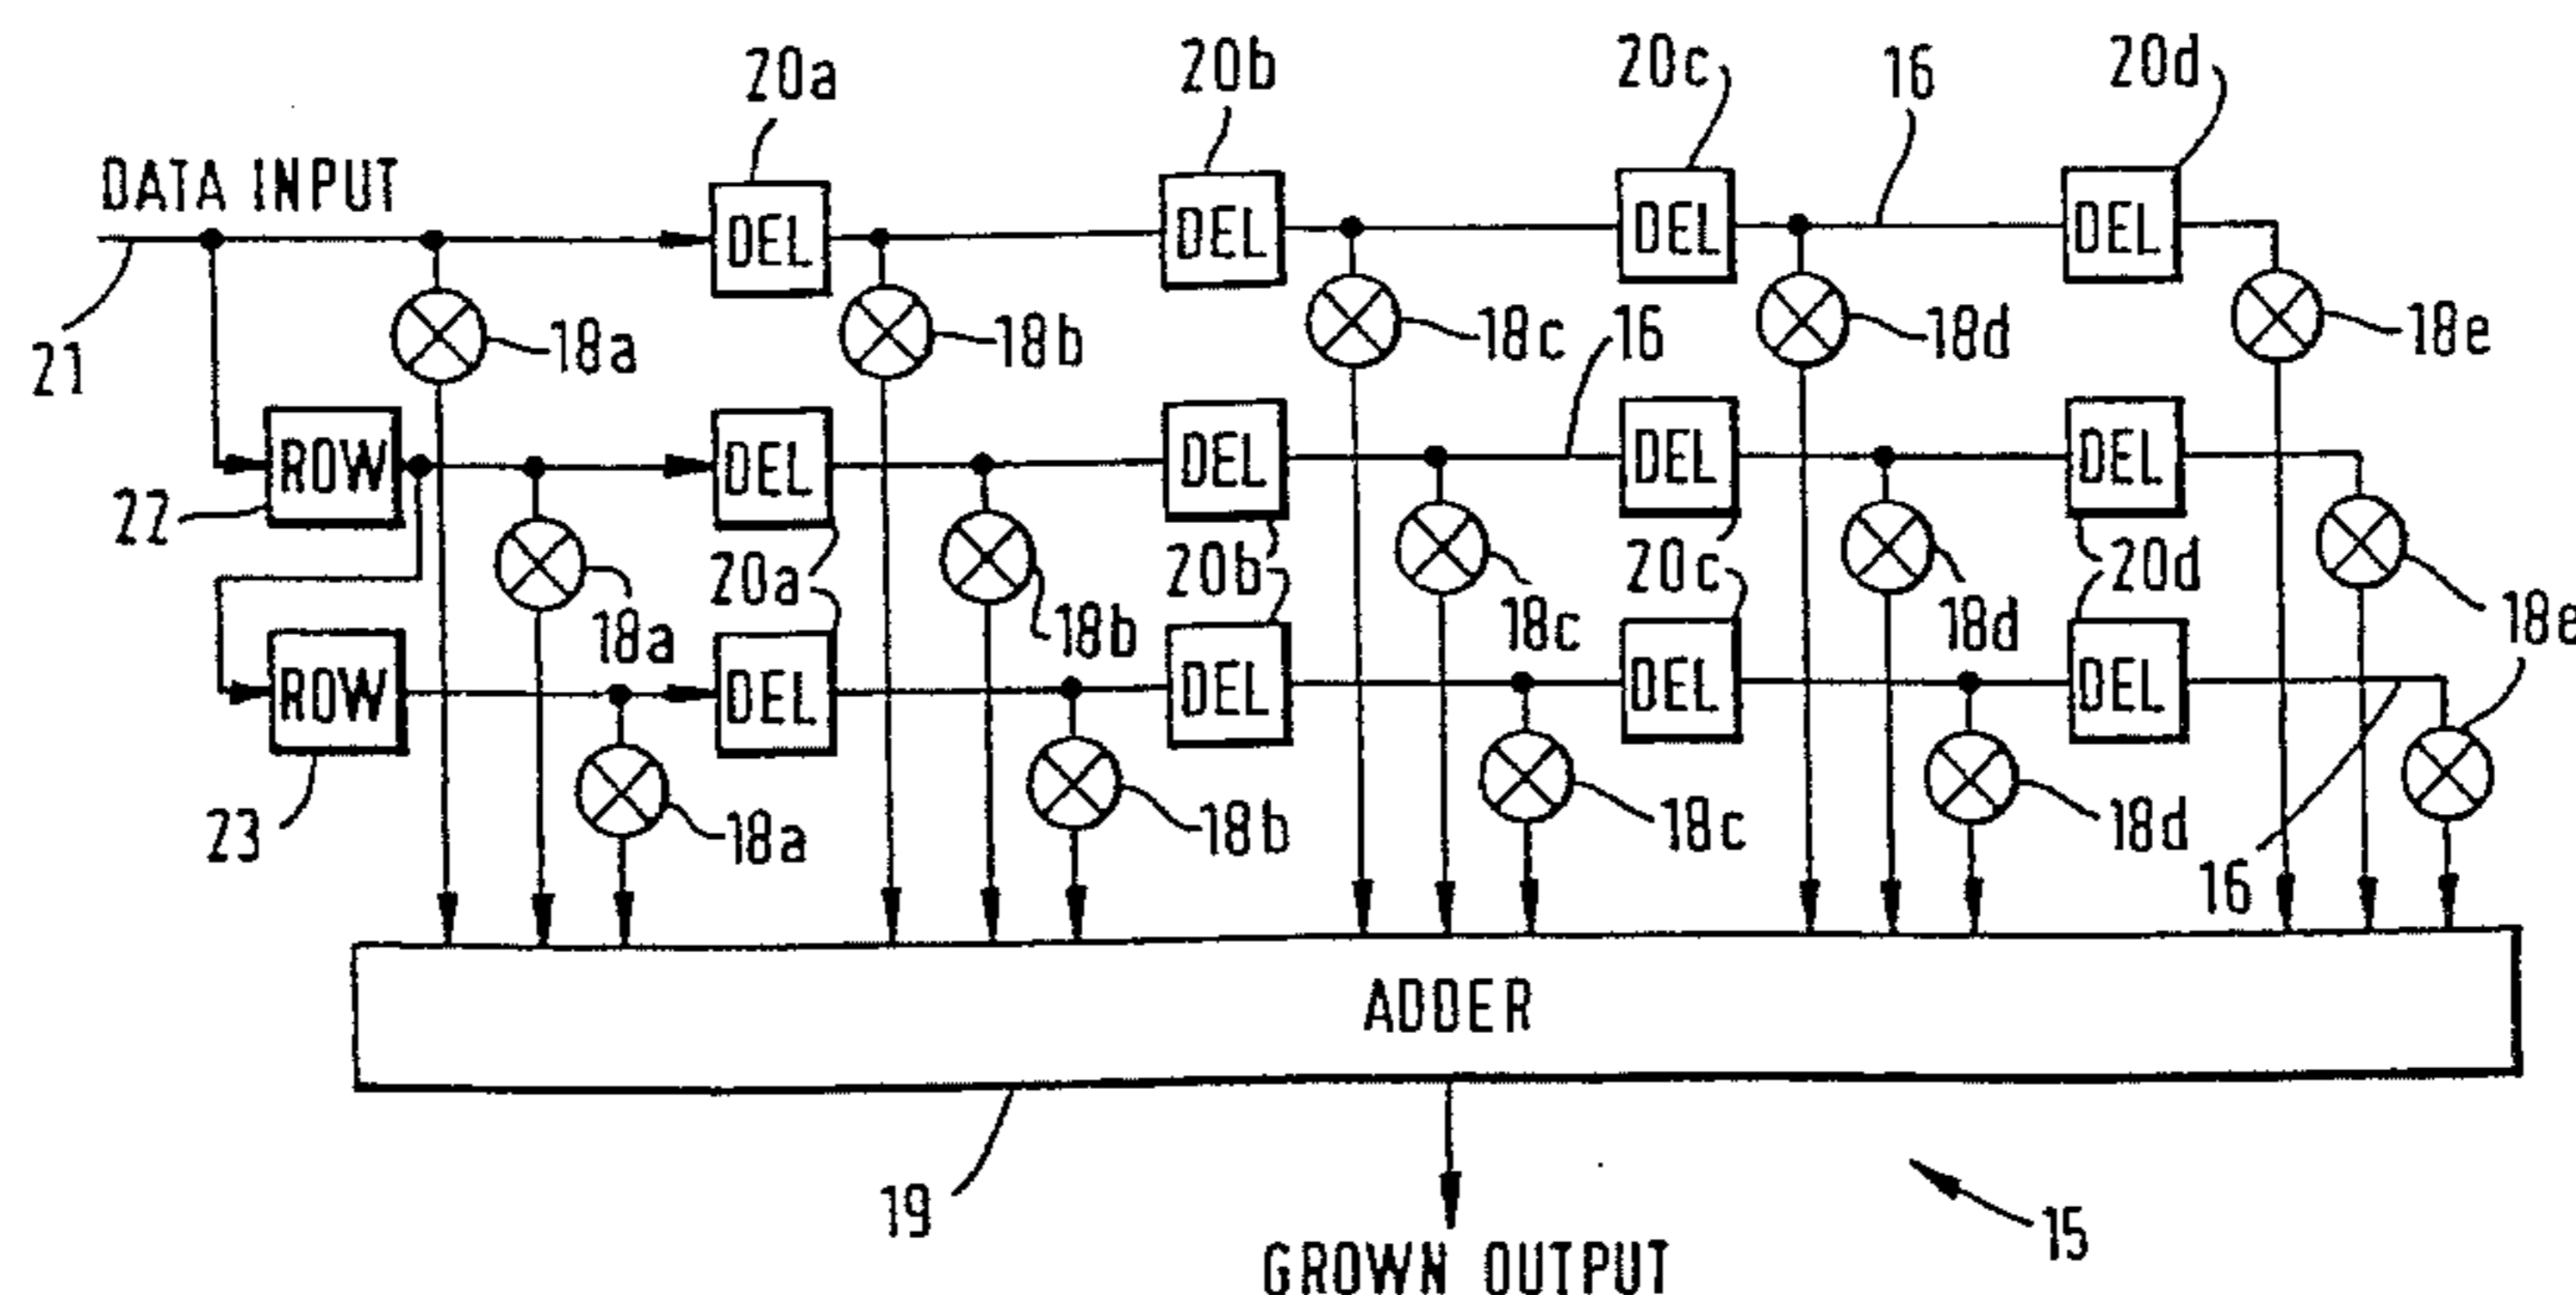 20a 20b 20c 16 20d
DATA INPUT
DEL DEL DEL DEL
21 18a 18b 18c 16 18d 18e
ROW DEL DEL DEL DEL
22 20a 20b 20c 20d
18a 18b 18c 18d 18e
ROW DEL DEL DEL DEL
23 18a 18b 18c 18d 16
ADDER
19 15
GROWN OUTPUT